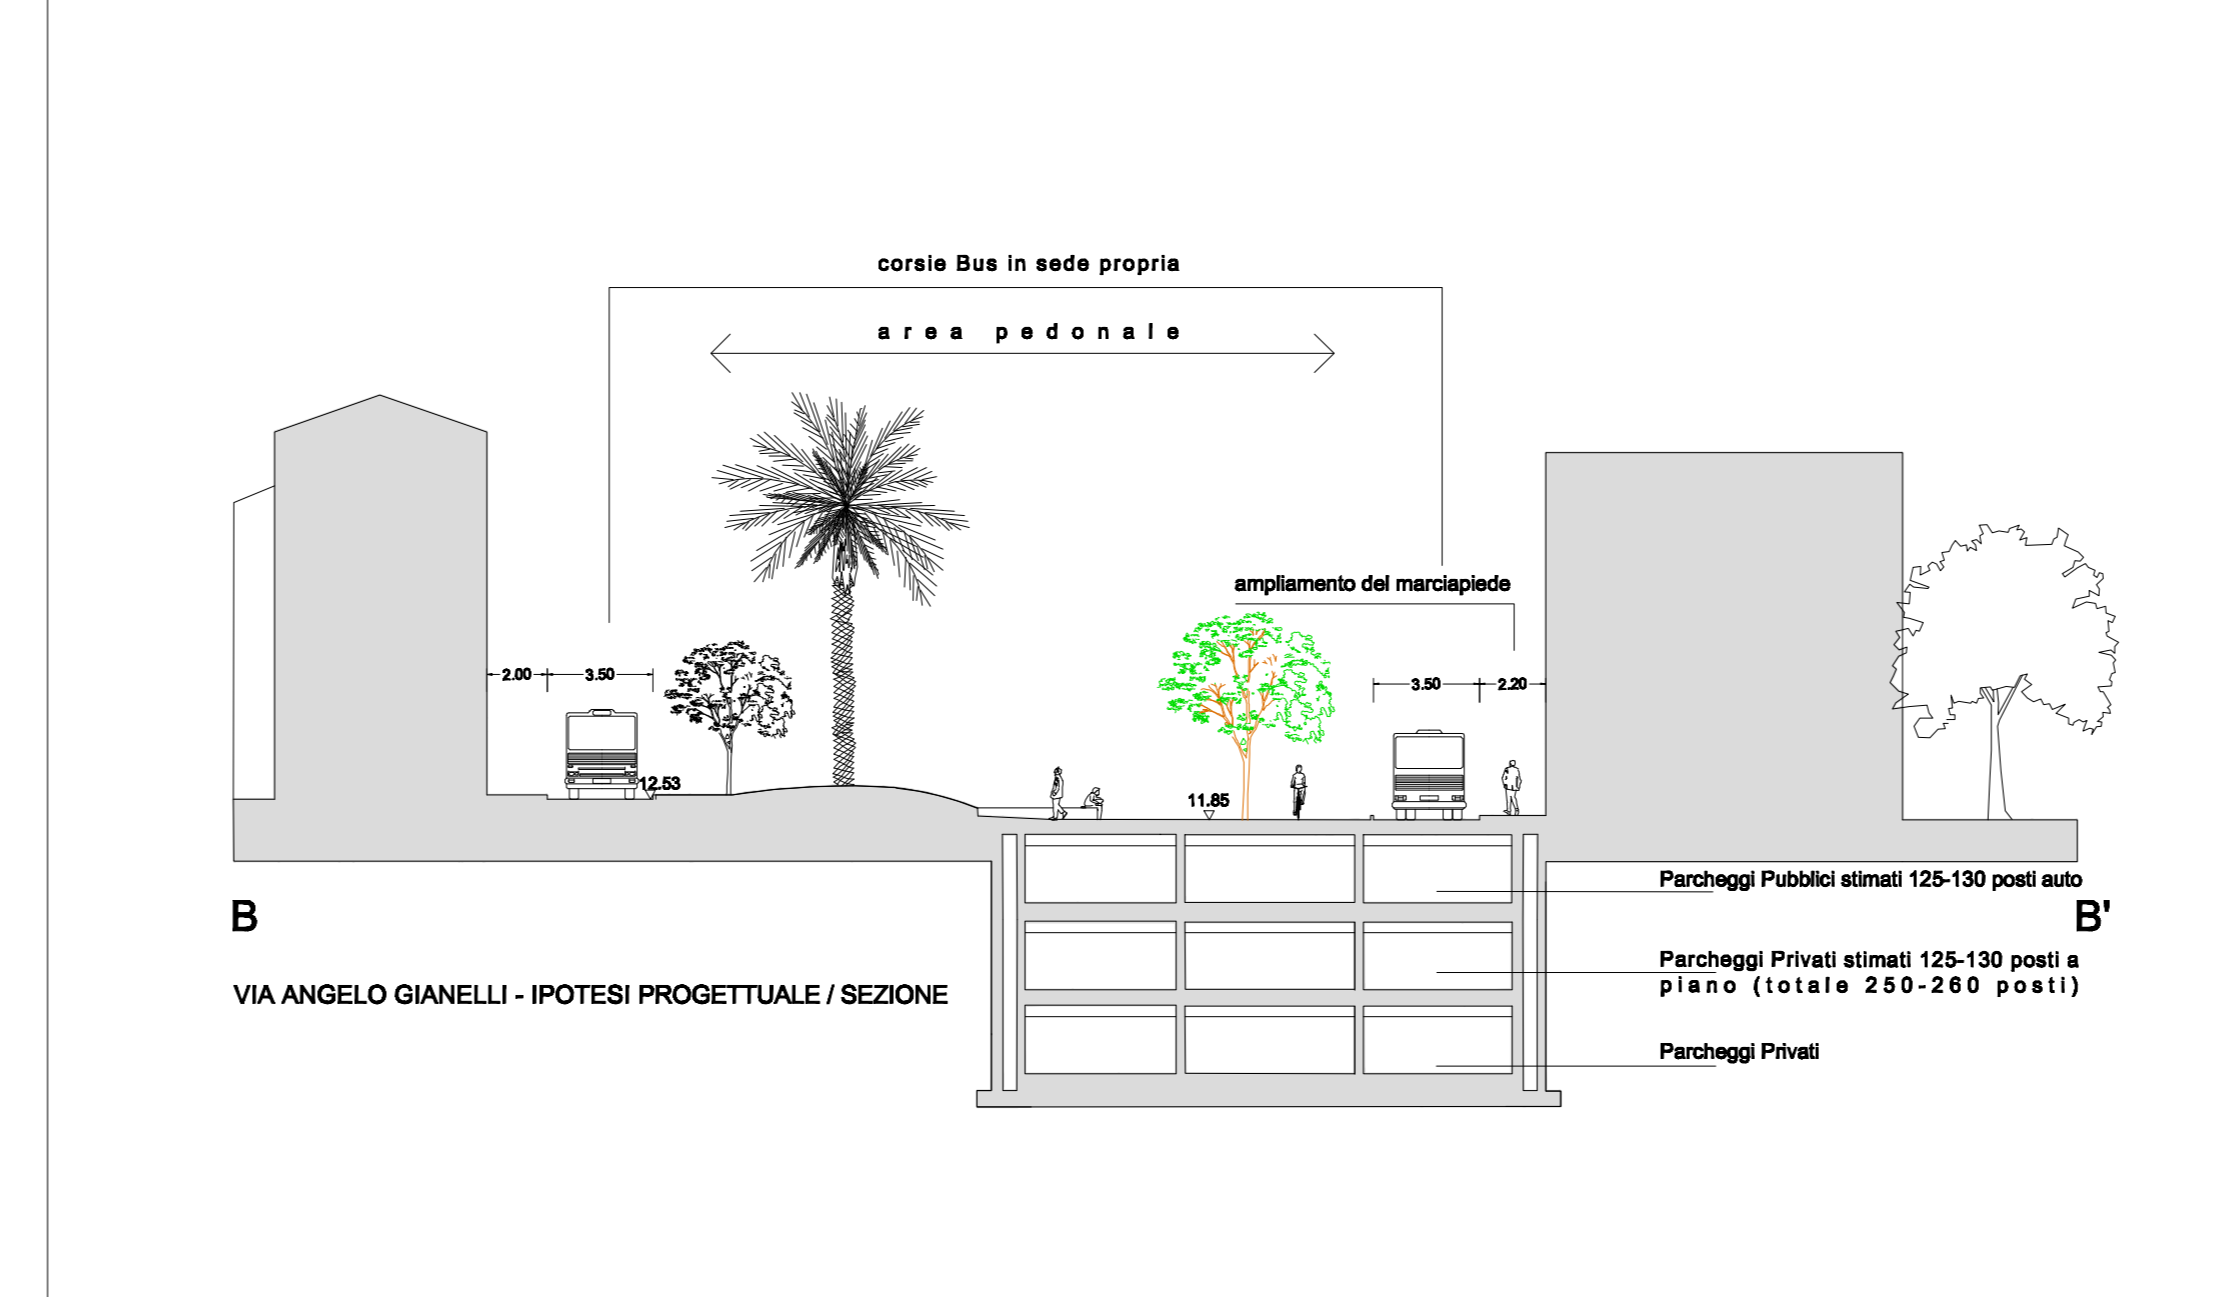 corsie Bus in sede propria
area pedonale
ampliamento del marciapiede
2.00 3.50
3.50 2.20
12.53
11.85
Parcheggi Pubblici stimati 125-130 posti auto
B B'
Parcheggi Privati stimati 125-130 posti a
piano (totale 250-260 posti)
VIA ANGELO GIANELLI - IPOTESI PROGETTUALE / SEZIONE
Parcheggi Privati